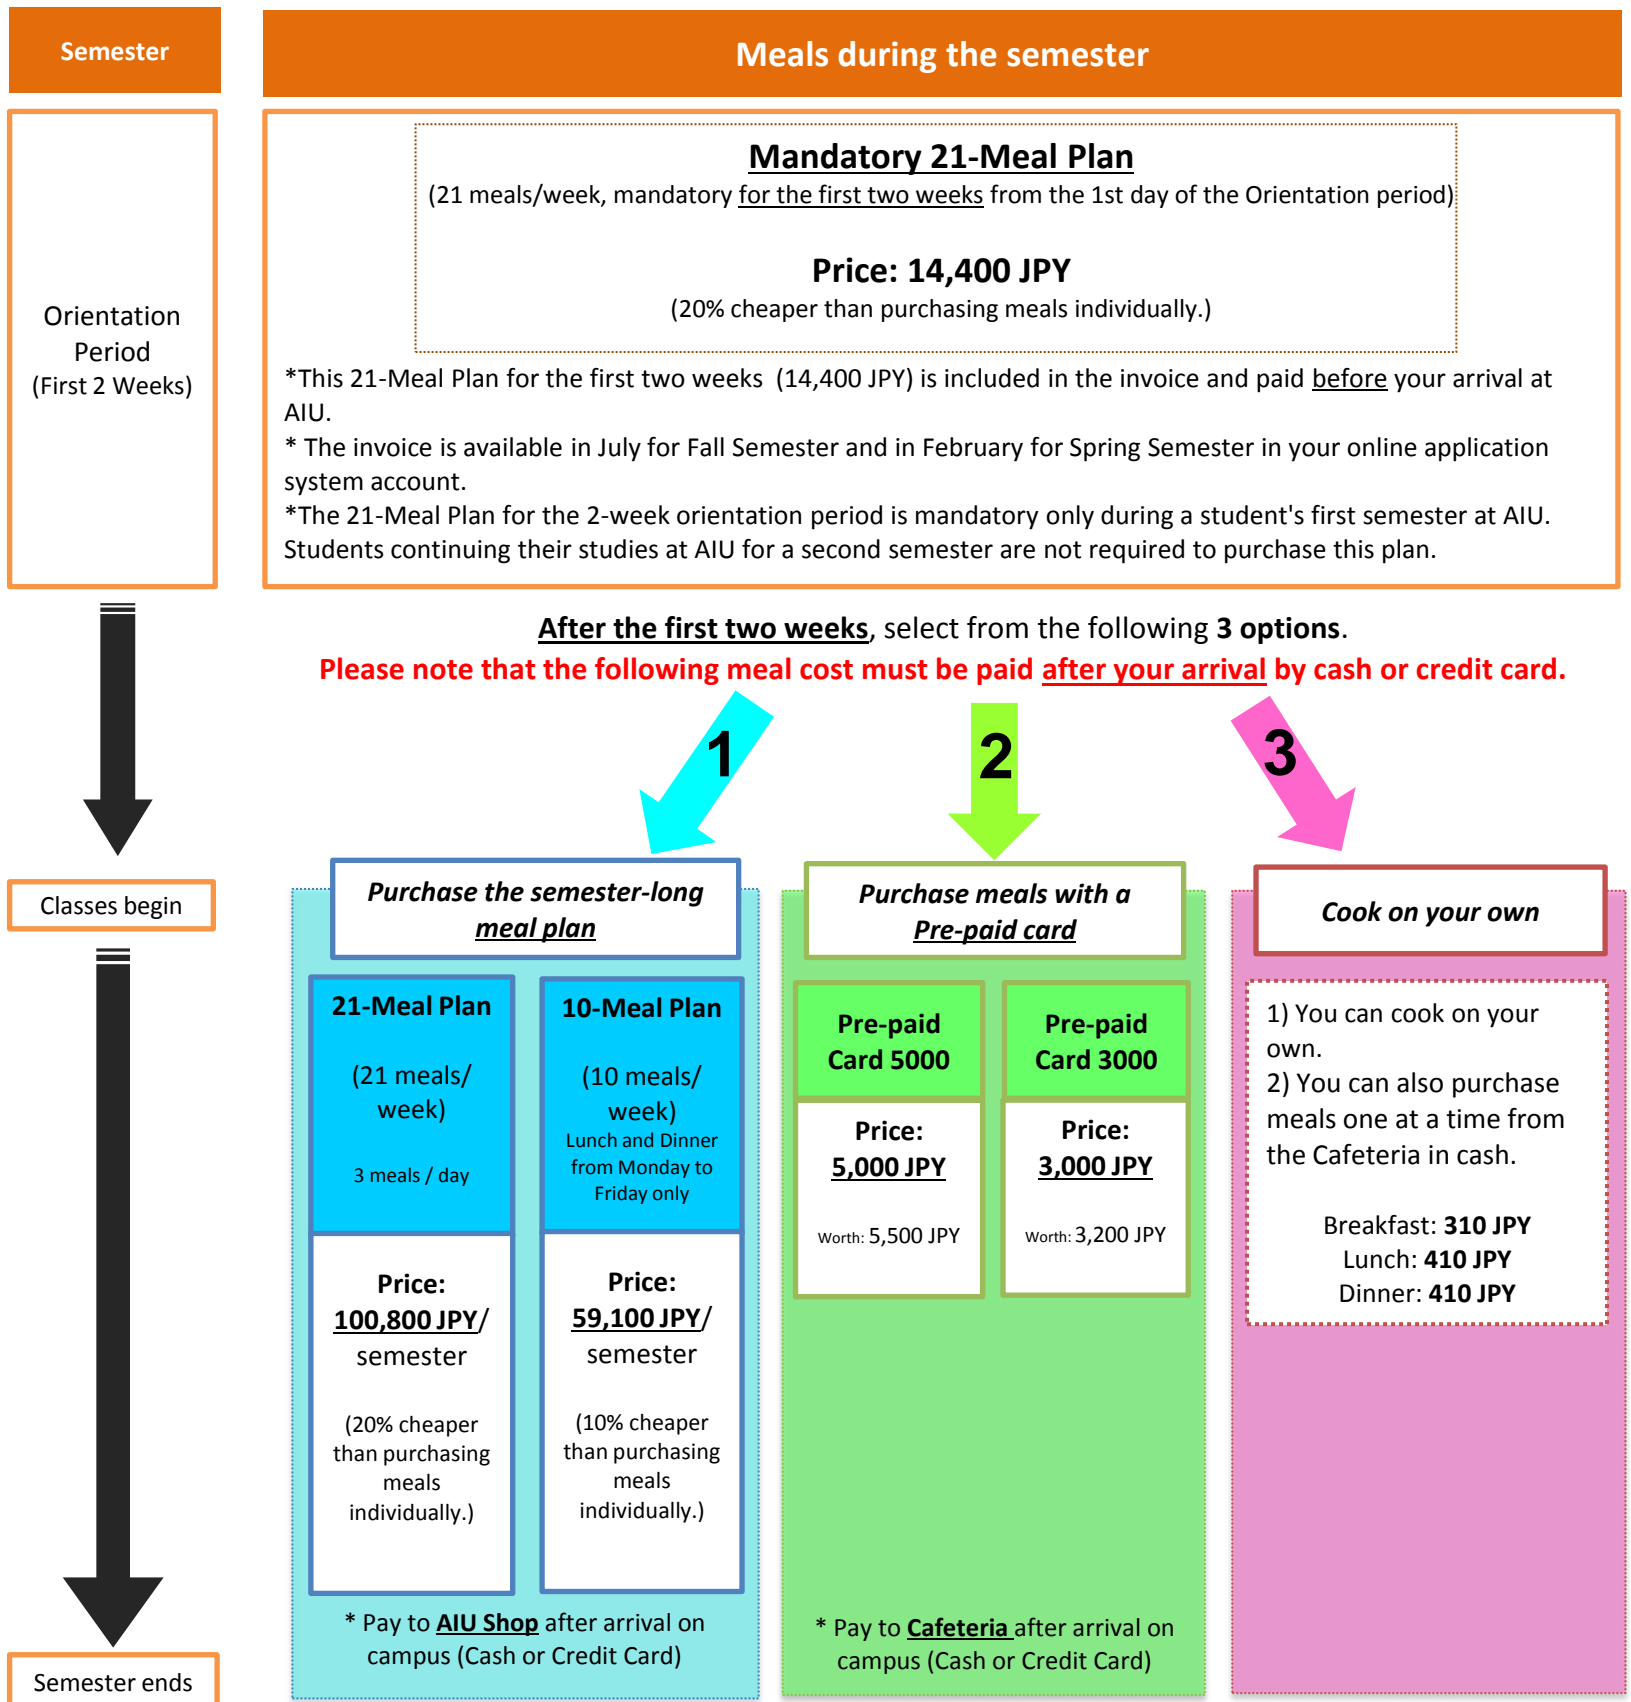 Semester
Meals during the semester
Orientation
Period
(First 2 Weeks)
Mandatory 21-Meal Plan
(21 meals/week, mandatory for the first two weeks from the 1st day of the Orientation period)
Price: 14,400 JPY
(20% cheaper than purchasing meals individually.)
*This 21-Meal Plan for the first two weeks (14,400 JPY) is included in the invoice and paid before your arrival at
AIU.
* The invoice is available in July for Fall Semester and in February for Spring Semester in your online application
system account.
*The 21-Meal Plan for the 2-week orientation period is mandatory only during a student's first semester at AIU.
Students continuing their studies at AIU for a second semester are not required to purchase this plan.
After the first two weeks, select from the following 3 options.
Please note that the following meal cost must be paid after your arrival by cash or credit card.
1
2
3
Classes begin
Purchase the semester-long
meal plan
21-Meal Plan
(21 meals/
week)
3 meals / day
Price:
100,800 JPY/
semester
(20% cheaper
than purchasing
meals
individually.)
10-Meal Plan
(10 meals/
week)
Lunch and Dinner
from Monday to
Friday only
Price:
59,100 JPY/
semester
(10% cheaper
than purchasing
meals
individually.)
* Pay to AIU Shop after arrival on
campus (Cash or Credit Card)
Purchase meals with a
Pre-paid card
Pre-paid
Card 5000
Price:
5,000 JPY
Worth: 5,500 JPY
Pre-paid
Card 3000
Price:
3,000 JPY
Worth: 3,200 JPY
* Pay to Cafeteria after arrival on
campus (Cash or Credit Card)
Cook on your own
1) You can cook on your
own.
2) You can also purchase
meals one at a time from
the Cafeteria in cash.
Breakfast: 310 JPY
Lunch: 410 JPY
Dinner: 410 JPY
Semester ends